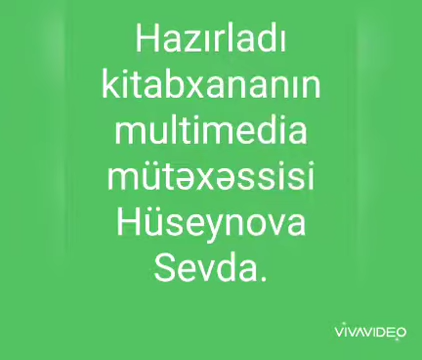 Hazırladı
kitabxananın
multimedia
mütəxəssisi
Hüseynova
Sevda.
VIVAVIDEO